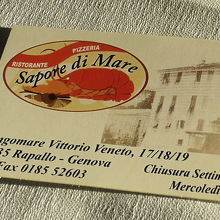 PIZZERIA
RISTORANTE
Sapore di Mare
ngomare Vittorio Veneto, 17/18/19
35 Rapallo - Genova
Fax 0185 52603
Chiusura Settim
Mercoledì